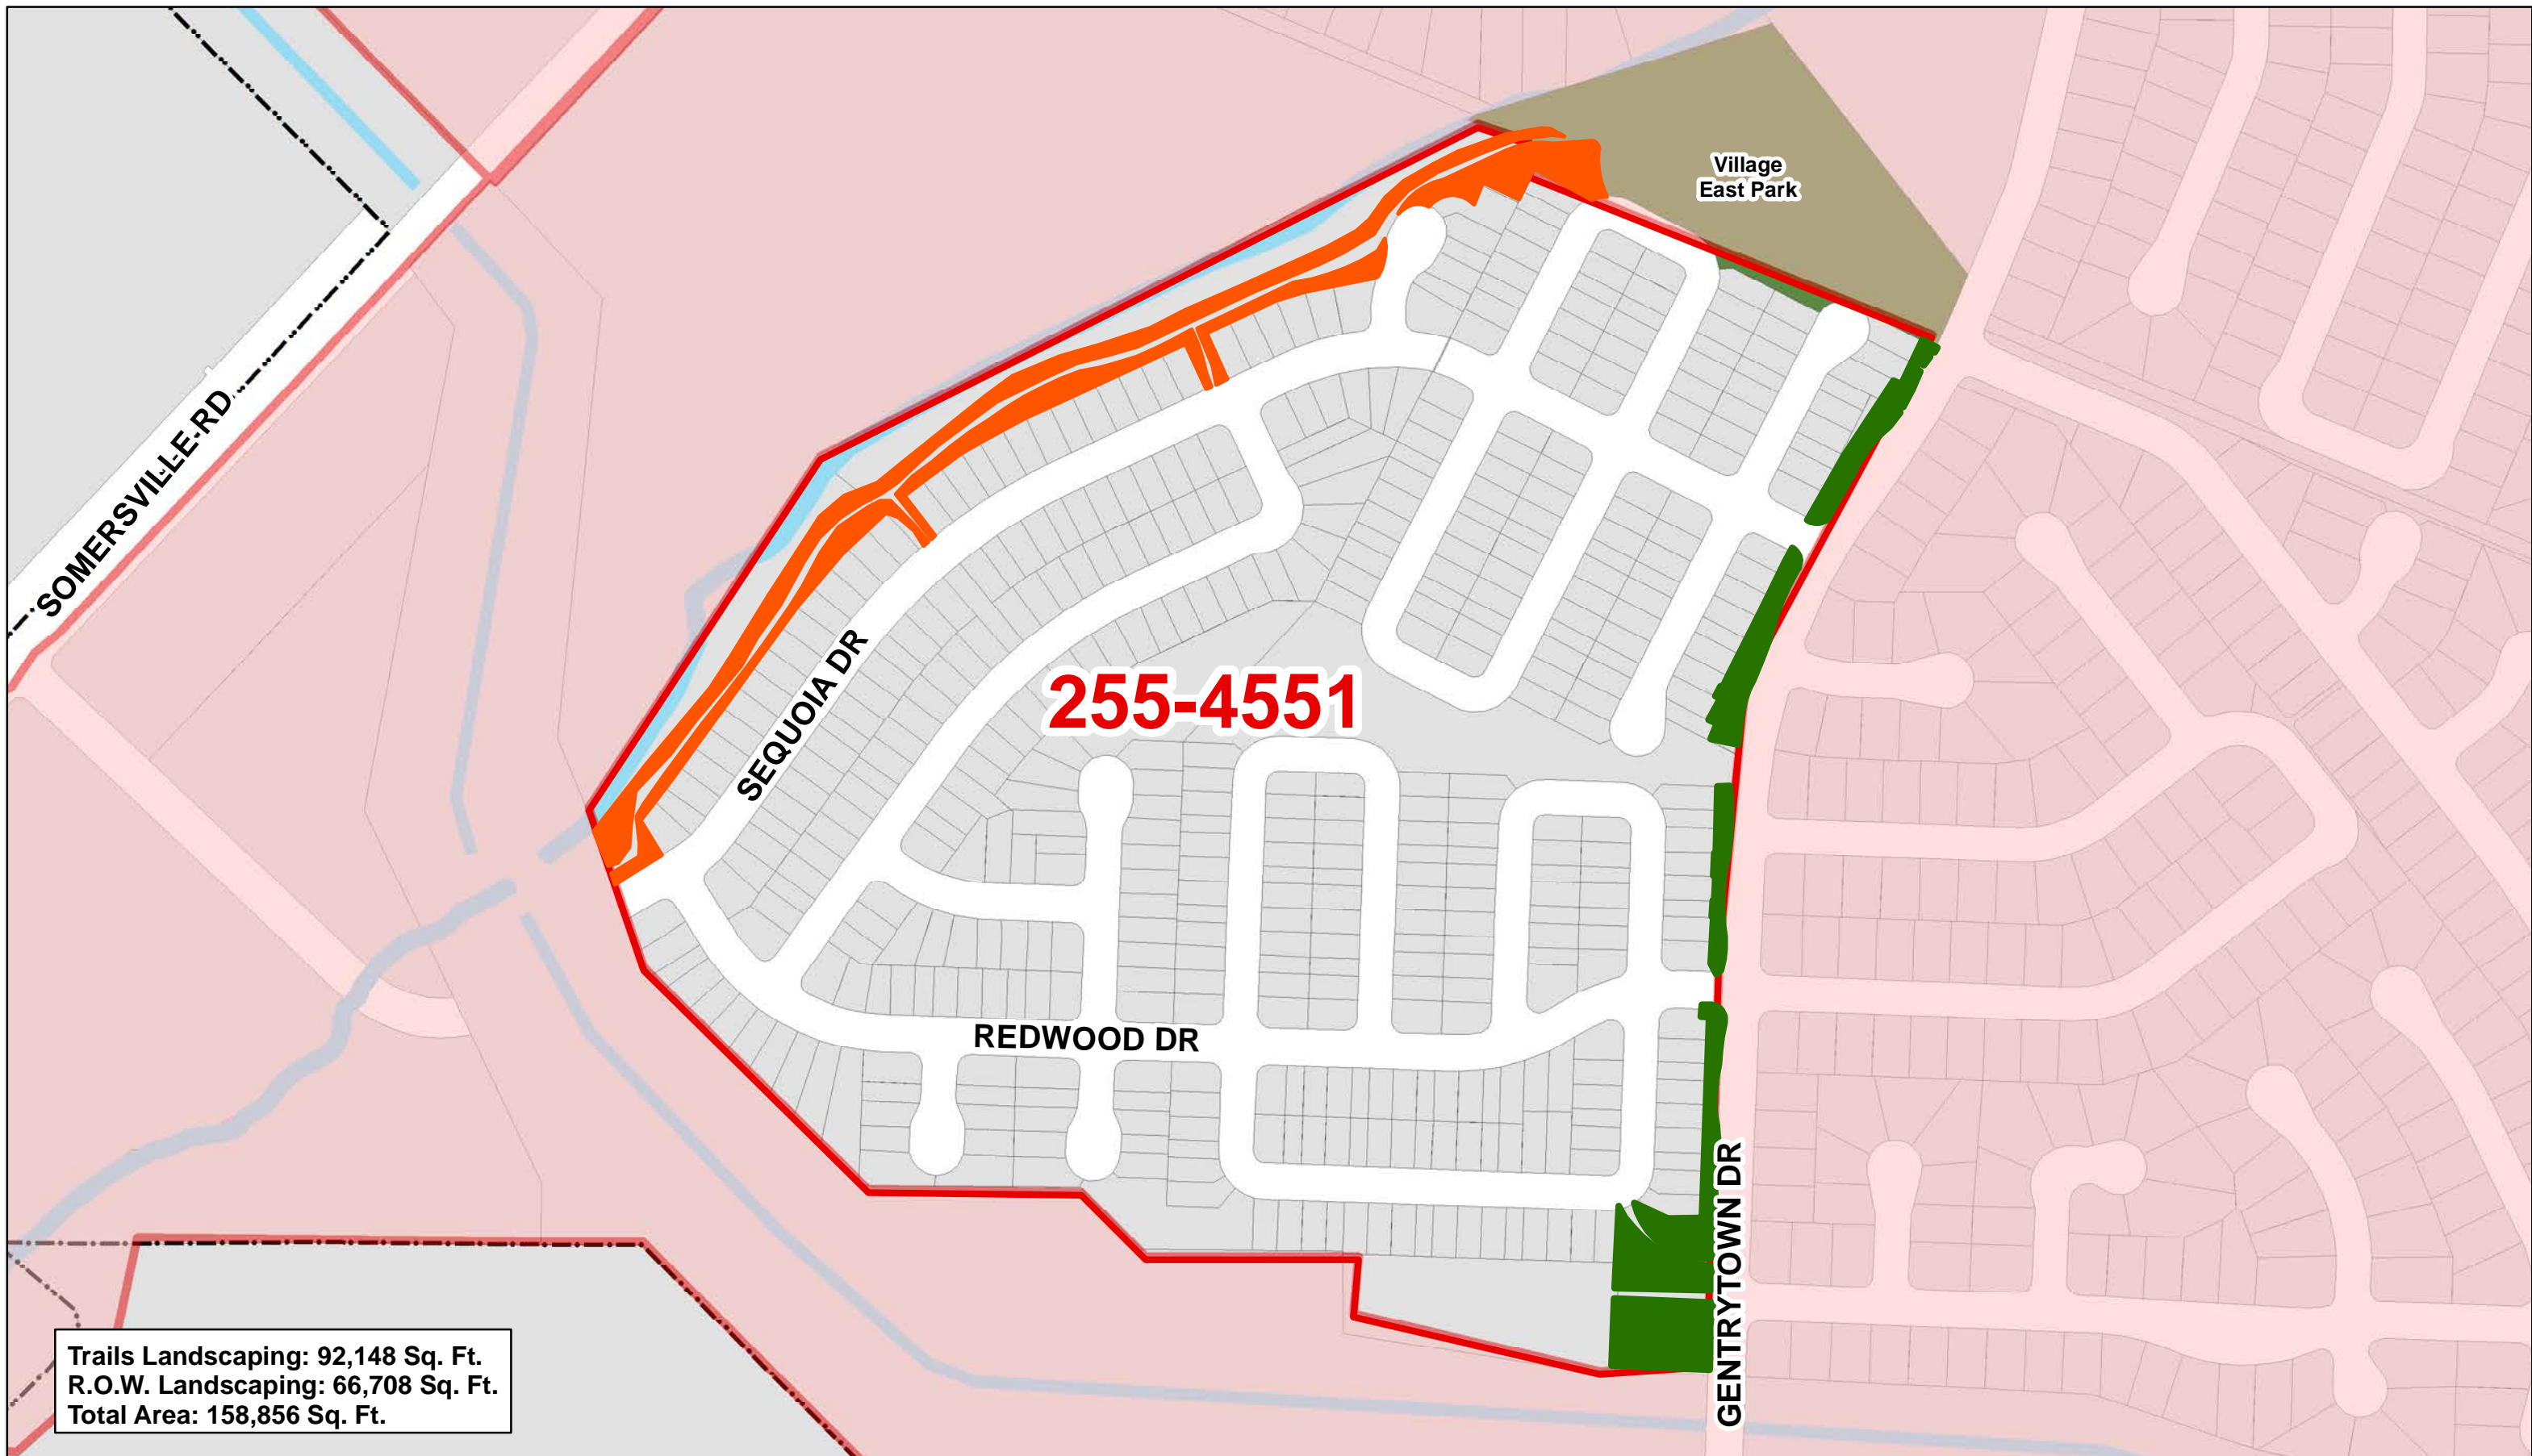 Village
East Park
SOMERSVILLE RD
SEQUOIA DR
255-4551
REDWOOD DR
GENTRYTOWN DR
Trails Landscaping: 92,148 Sq. Ft.
R.O.W. Landscaping: 66,708 Sq. Ft.
Total Area: 158,856 Sq. Ft.